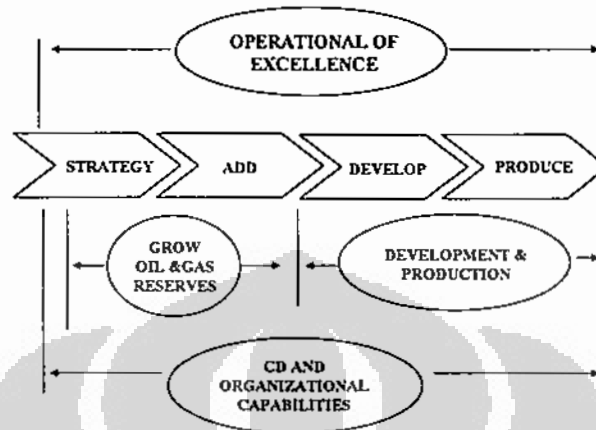 OPERATIONAL OF
EXCELLENCE
STRATEGY
ADD
DEVELOP
PRODUCE
GROW
OIL &GAS
RESERVES
DEVELOPMENT &
PRODUCTION
CD AND
ORGANIZATIONAL
CAPABILITIES